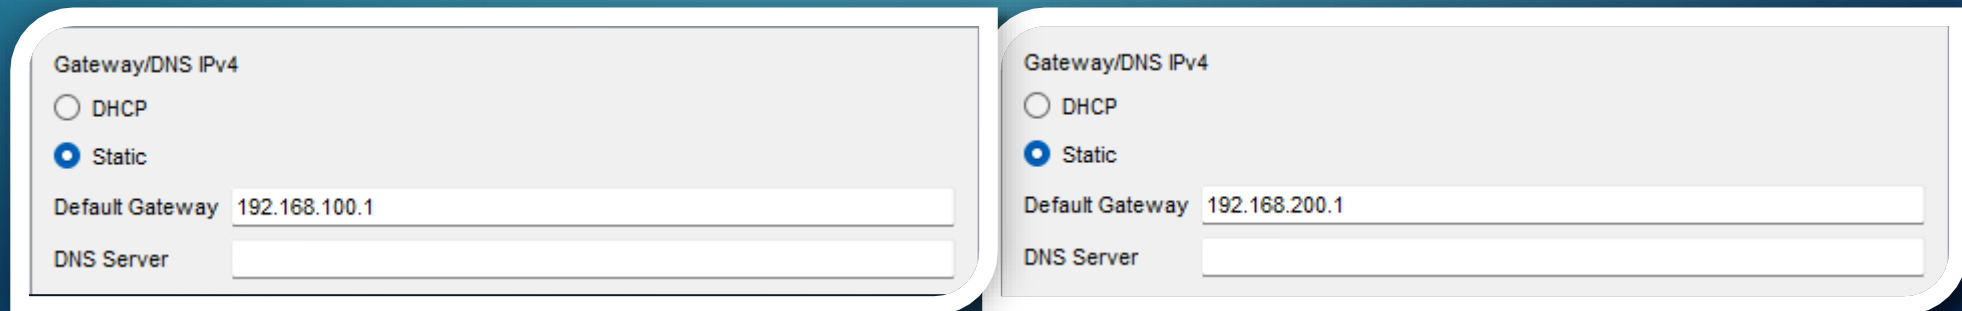 Gateway/DNS IPv4
DHCP
Static
Default Gateway 192.168.100.1
DNS Server
Gateway/DNS IPv4
DHCP
Static
Default Gateway 192.168.200.1
DNS Server